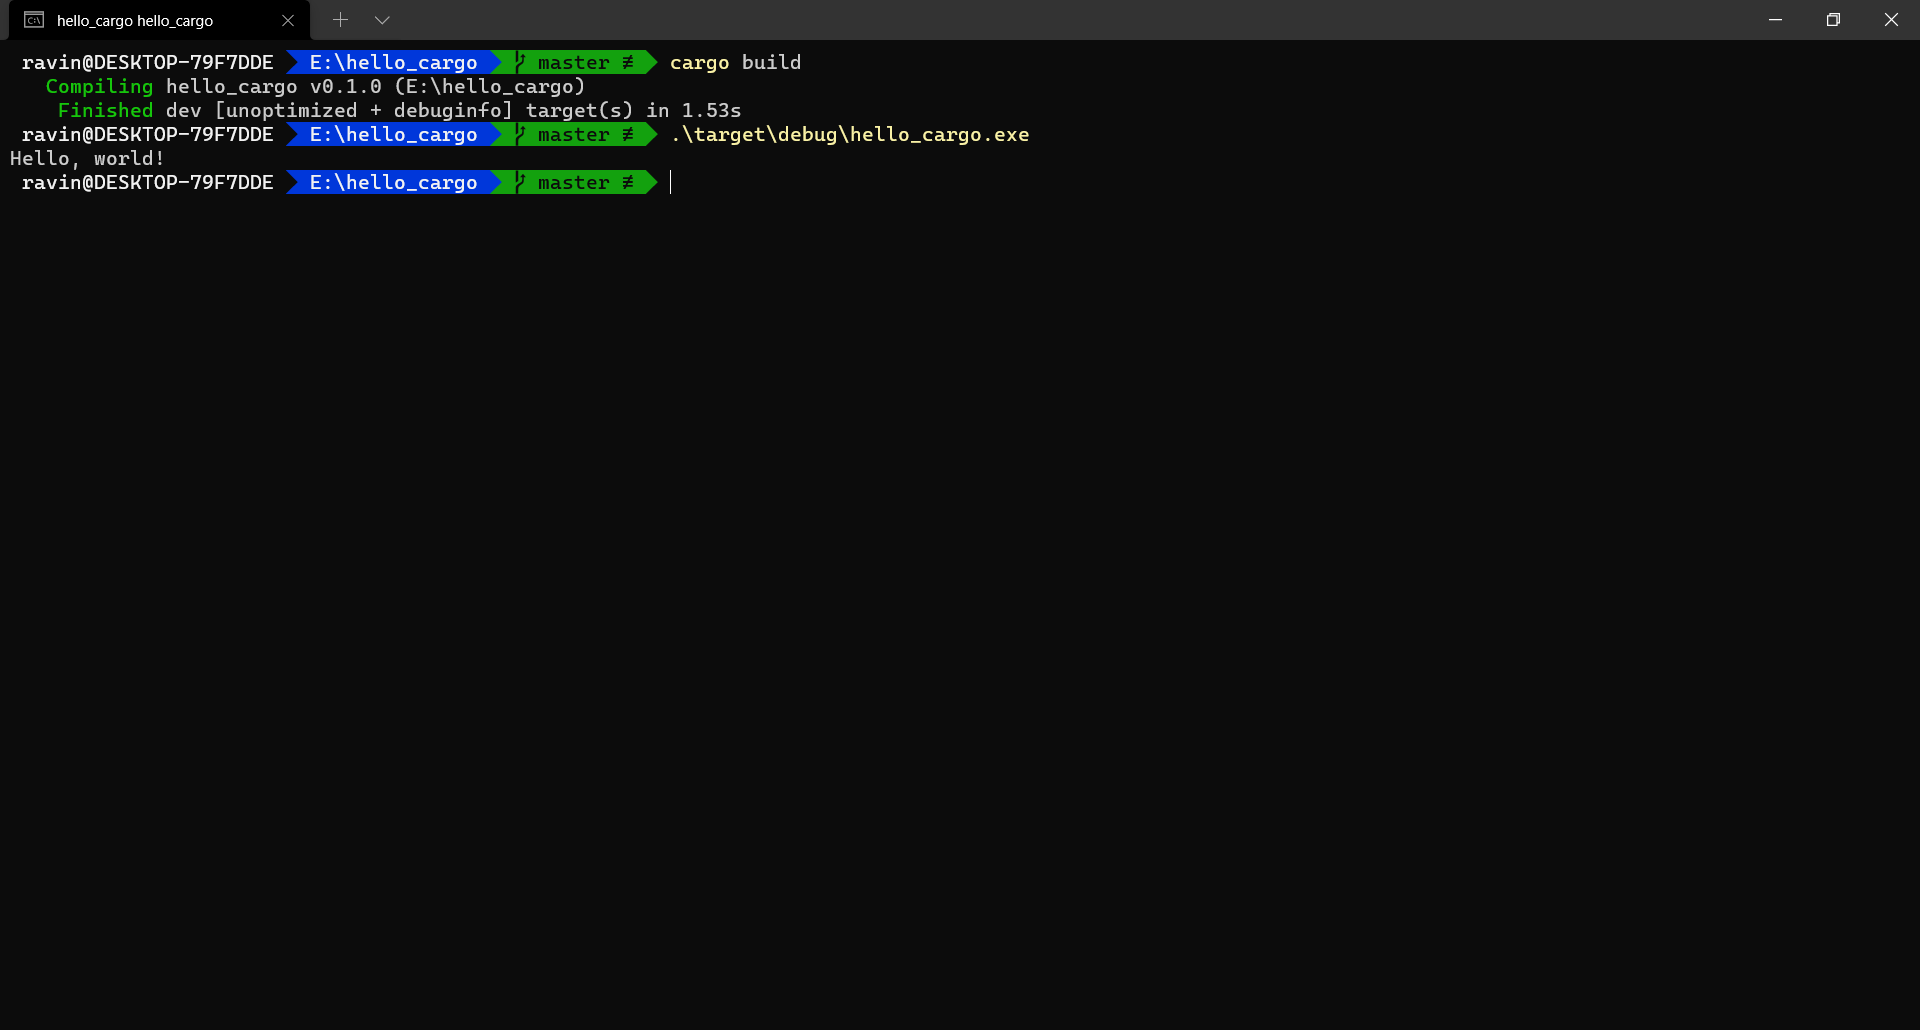 hello_cargo hello_cargo
ravin@DESKTOP-79F7DDE E:\hello_cargo master ≢ cargo build
Compiling hello_cargo v0.1.0 (E:\hello_cargo)
Finished dev [unoptimized + debuginfo] target(s) in 1.53s
ravin@DESKTOP-79F7DDE E:\hello_cargo master ≢ .\target\debug\hello_cargo.exe
Hello, world!
ravin@DESKTOP-79F7DDE E:\hello_cargo master ≢